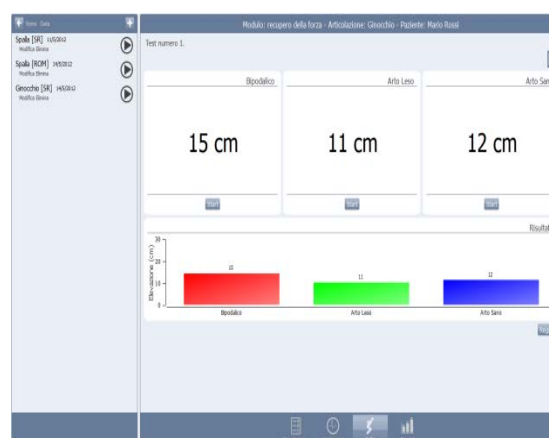 Nome Data
Spalla [SR] 11/5/2012
Modifica Elimina
Spalla [ROM] 14/5/2012
Modifica Elimina
Ginocchio [SR] 14/5/2012
Modifica Elimina
Modulo: recupero della forza - Articolazione: Ginocchio - Paziente: Mario Rossi
Test numero 1.
Bipodalico
15 cm
Start
Arto Leso
11 cm
Start
Arto San
12 cm
Start
Risultat
Elevazione (cm)
30
20
10
0
15
11
12
Bipodalico
Arto Leso
Arto Sano